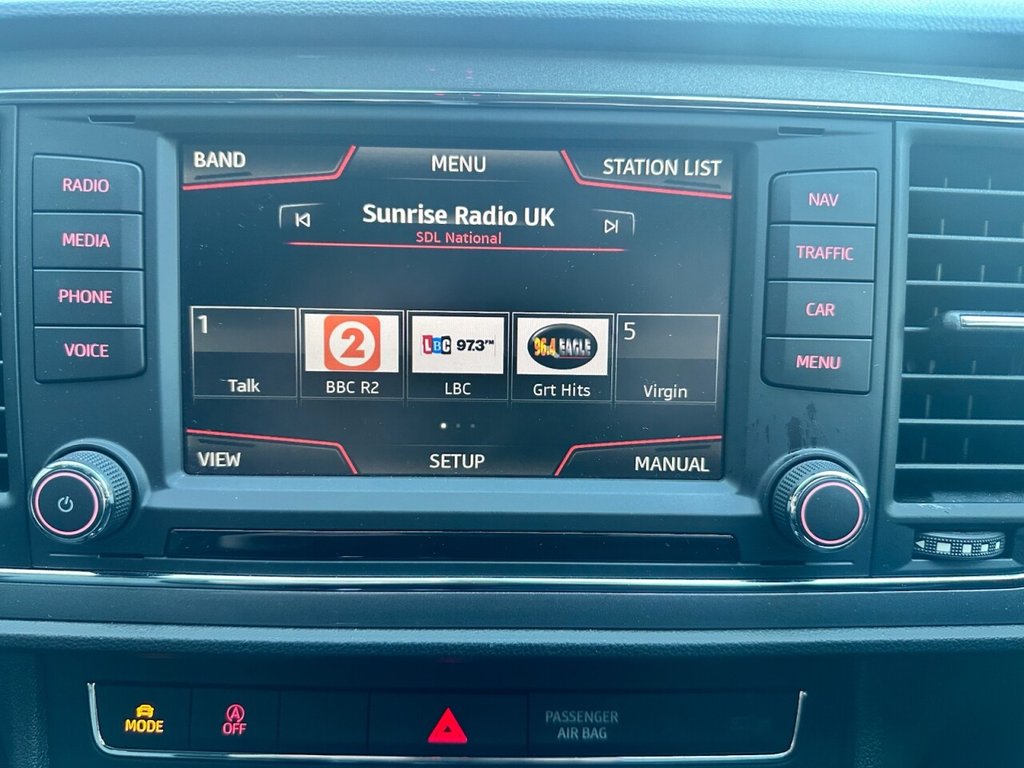 BAND
MENU
STATION LIST
Sunrise Radio UK
SDL National
RADIO
MEDIA
PHONE
VOICE
NAV
TRAFFIC
CAR
MENU
1
Talk
2
BBC R2
LBC 97.3 FM
LBC
96.4 EAGLE
Grt Hits
5
Virgin
VIEW
SETUP
MANUAL
MODE
A
OFF
PASSENGER
AIR BAG